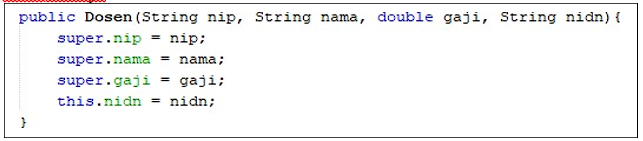 public Dosen(String nip, String nama, double gaji, String nidn){
super.nip = nip;
super.nama = nama;
super.gaji = gaji;
this.nidn = nidn;
}